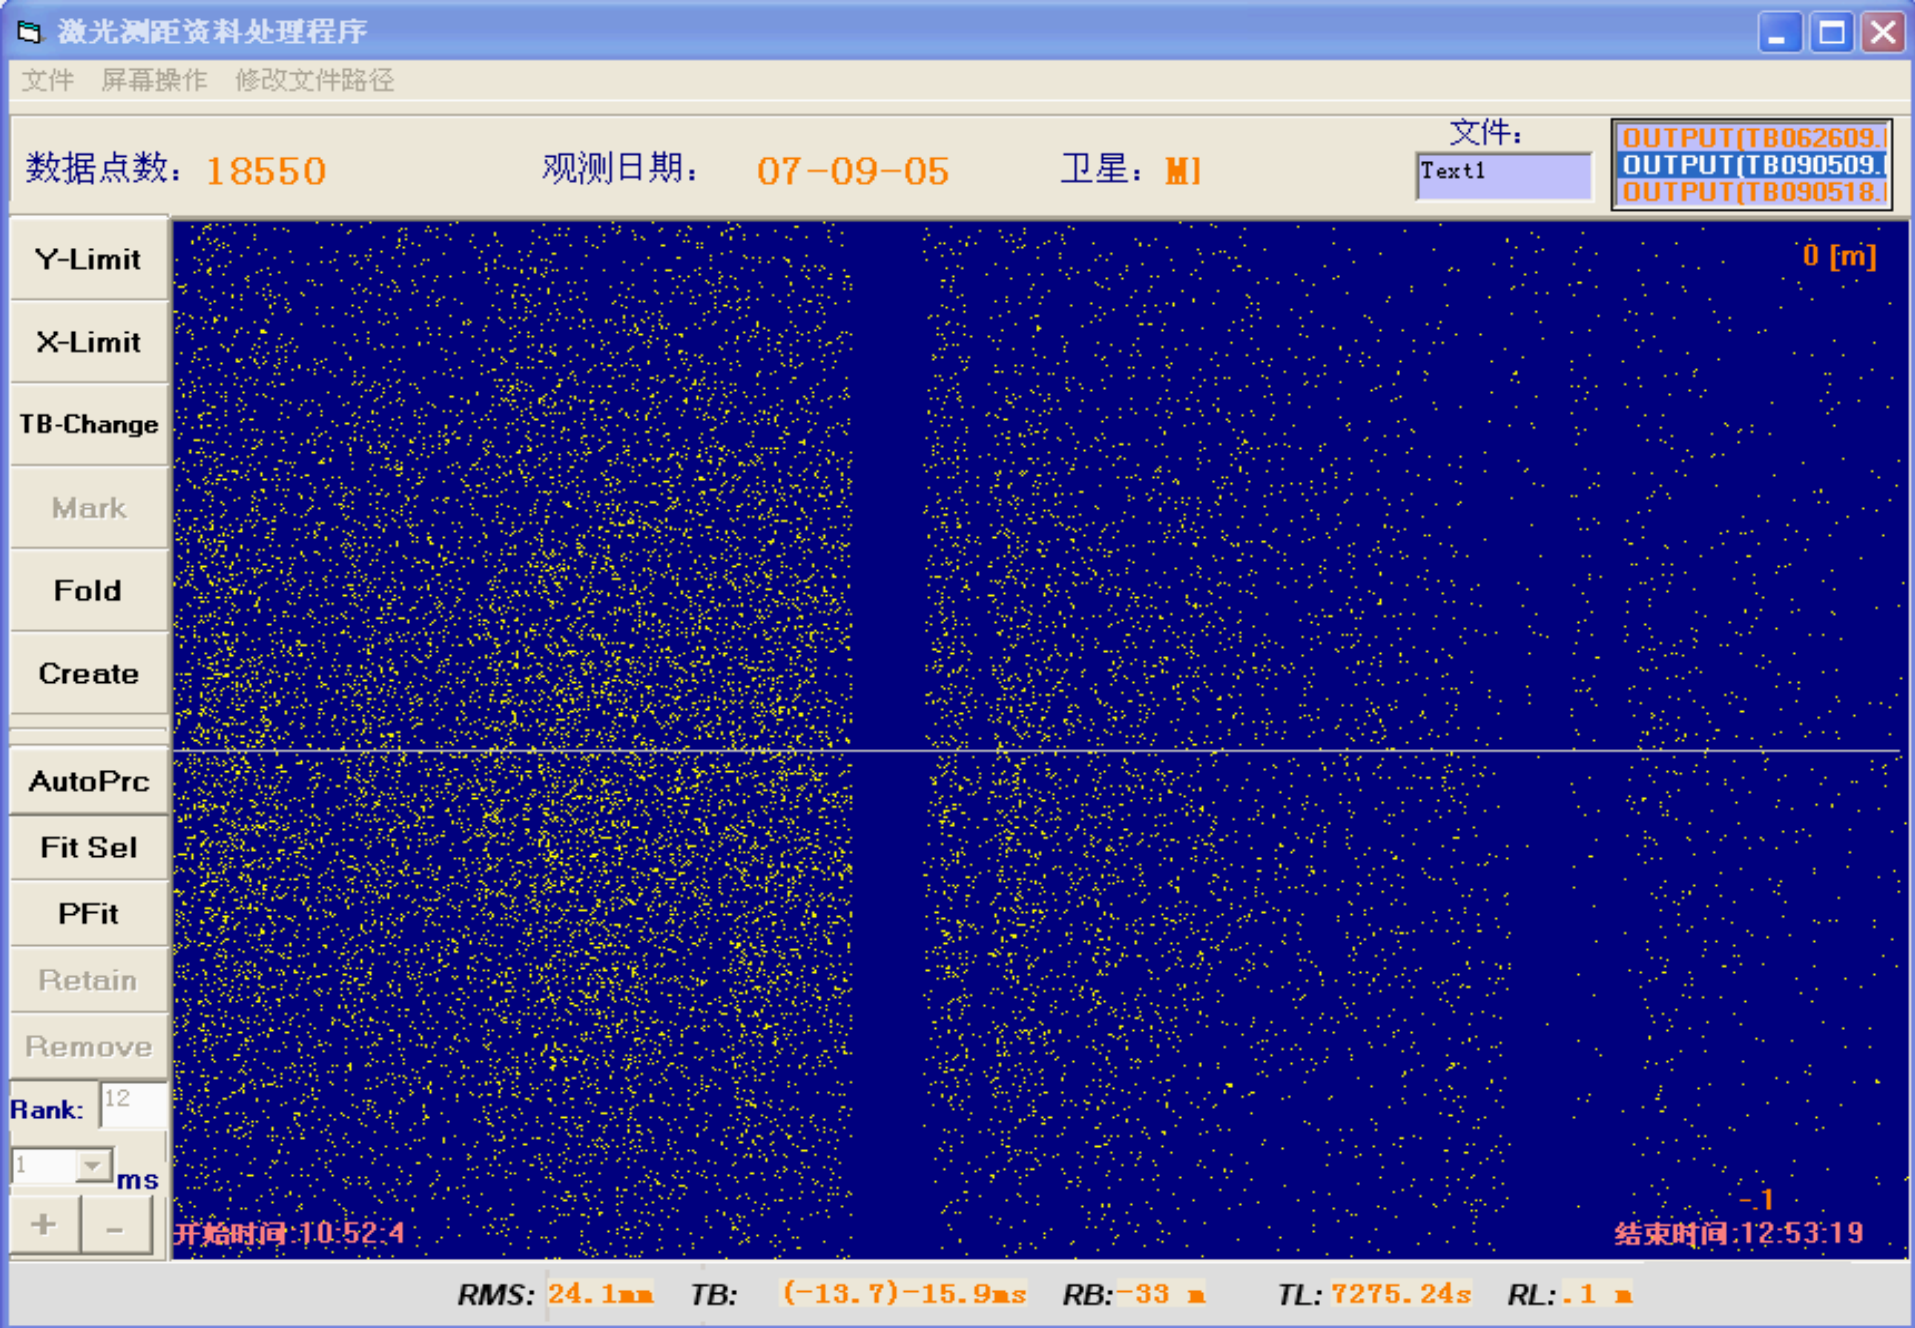 激光测距资料处理程序
文件 屏幕操作 修改文件路径
数据点数: 18550 观测日期: 07-09-05 卫星: M1 文件: Text1
OUTPUT(TB062609.
OUTPUT(TB090509.
OUTPUT(TB090518.
Y-Limit
X-Limit
TB-Change
Mark
Fold
Create
AutoPrc
Fit Sel
PFit
Retain
Remove
Rank: 12
1 ms
+ -
0 [m]
-.1
开始时间:10:52:4
结束时间:12:53:19
RMS: 24.1mm TB: (-13.7)-15.9ms RB:-33 m TL: 7275.24s RL: .1 m